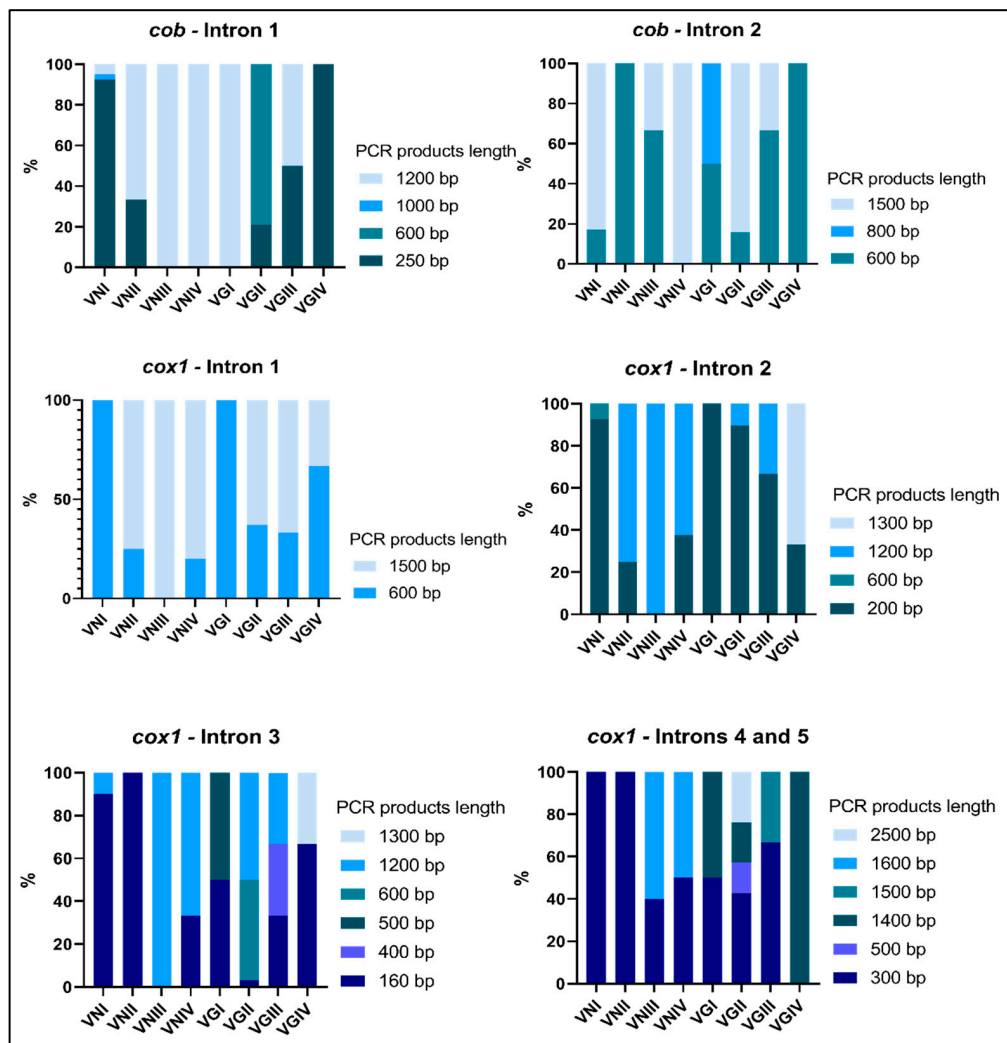 cob - Intron 1
100
80
60
40
20
0
%
VNI
VNII
VNIII
VNIV
VGI
VGII
VGIII
VGIV
PCR products length
1200 bp
1000 bp
600 bp
250 bp
cob - Intron 2
100
80
60
40
20
0
%
VNI
VNII
VNIII
VNIV
VGI
VGII
VGIII
VGIV
PCR products length
1500 bp
800 bp
600 bp
cox1 - Intron 1
100
50
0
%
VNI
VNII
VNIII
VNIV
VGI
VGII
VGIII
VGIV
PCR products length
1500 bp
600 bp
cox1 - Intron 2
100
80
60
40
20
0
%
VNI
VNII
VNIII
VNIV
VGI
VGII
VGIII
VGIV
PCR products length
1300 bp
1200 bp
600 bp
200 bp
cox1 - Intron 3
100
80
60
40
20
0
%
VNI
VNII
VNIII
VNIV
VGI
VGII
VGIII
VGIV
PCR products length
1300 bp
1200 bp
600 bp
500 bp
400 bp
160 bp
cox1 - Introns 4 and 5
100
80
60
40
20
0
%
VNI
VNII
VNIII
VNIV
VGI
VGII
VGIII
VGIV
PCR products length
2500 bp
1600 bp
1500 bp
1400 bp
500 bp
300 bp